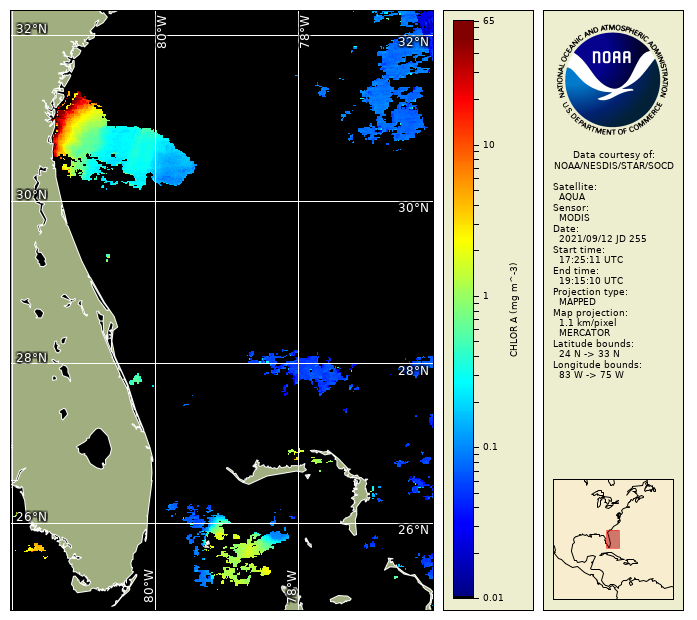 80°W
78°W
32°N
32°N
30°N
30°N
28°N
28°N
26°N
26°N
80°W
78°W
65
10
1
0.1
0.01
CHLOR A (mg m^-3)
NATIONAL OCEANIC AND ATMOSPHERIC ADMINISTRATION
NOAA
U.S. DEPARTMENT OF COMMERCE
Data courtesy of:
NOAA/NESDIS/STAR/SOCD
Satellite:
AQUA
Sensor:
MODIS
Date:
2021/09/12 JD 255
Start time:
17:25:11 UTC
End time:
19:15:10 UTC
Projection type:
MAPPED
Map projection:
1.1 km/pixel
MERCATOR
Latitude bounds:
24 N -> 33 N
Longitude bounds:
83 W -> 75 W